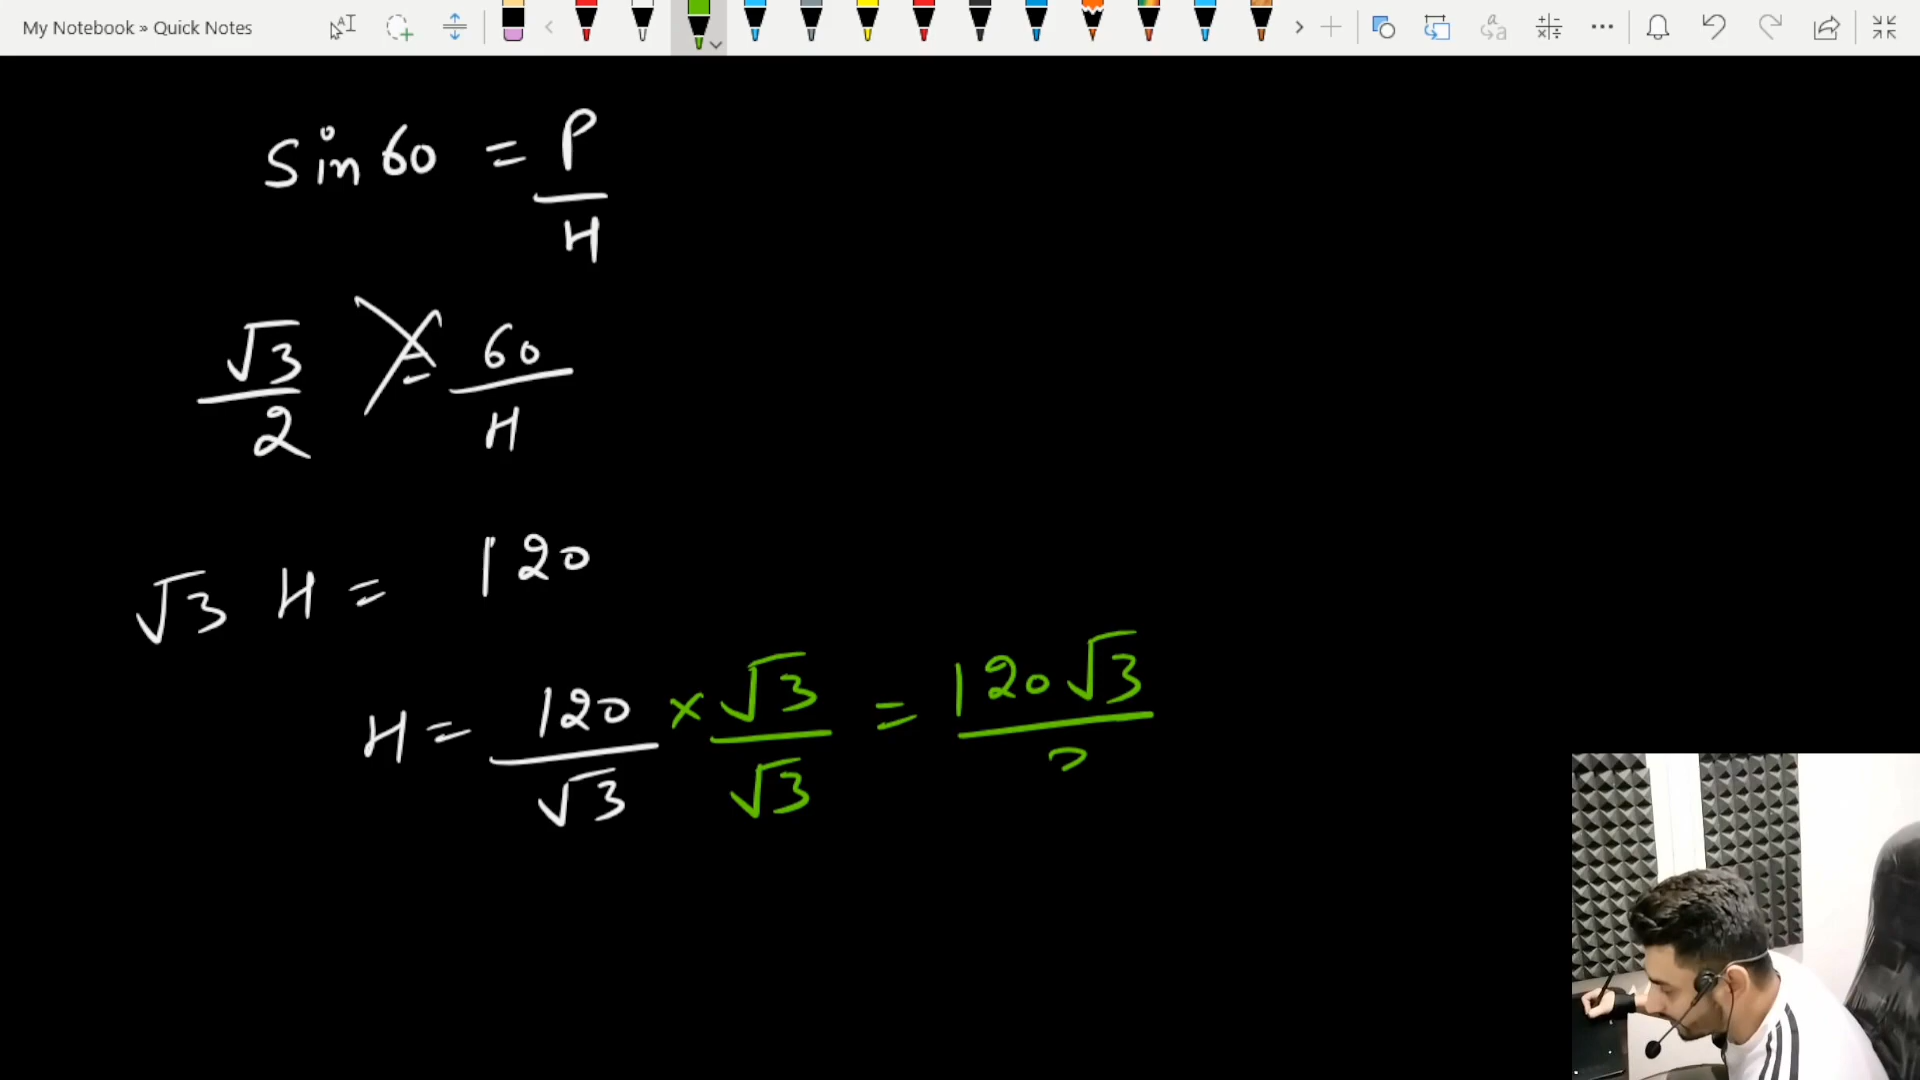 My Notebook » Quick Notes
Sin 60 = P/H
√3/2 = 60/H
√3 H = 120
H = 120/√3 × √3/√3 = 120√3/